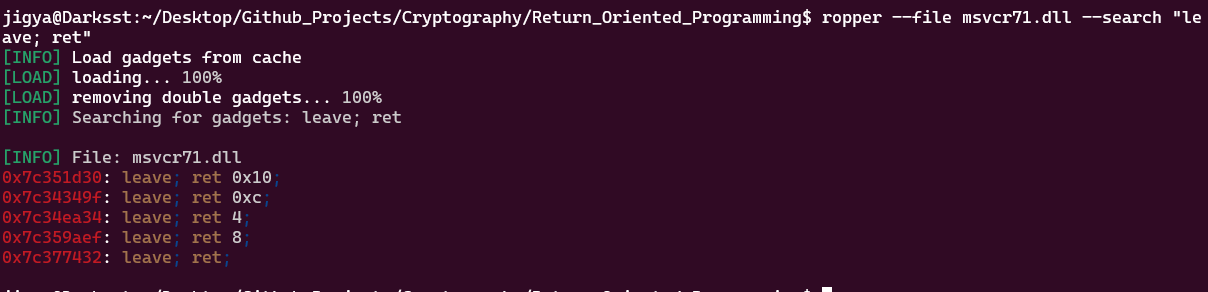 jigya@Darksst:~/Desktop/Github_Projects/Cryptography/Return_Oriented_Programming$ ropper --file msvcr71.dll --search "le
ave; ret"
[INFO] Load gadgets from cache
[LOAD] loading... 100%
[LOAD] removing double gadgets... 100%
[INFO] Searching for gadgets: leave; ret
[INFO] File: msvcr71.dll
0x7c351d30: leave; ret 0x10;
0x7c34349f: leave; ret 0xc;
0x7c34ea34: leave; ret 4;
0x7c359aef: leave; ret 8;
0x7c377432: leave; ret;